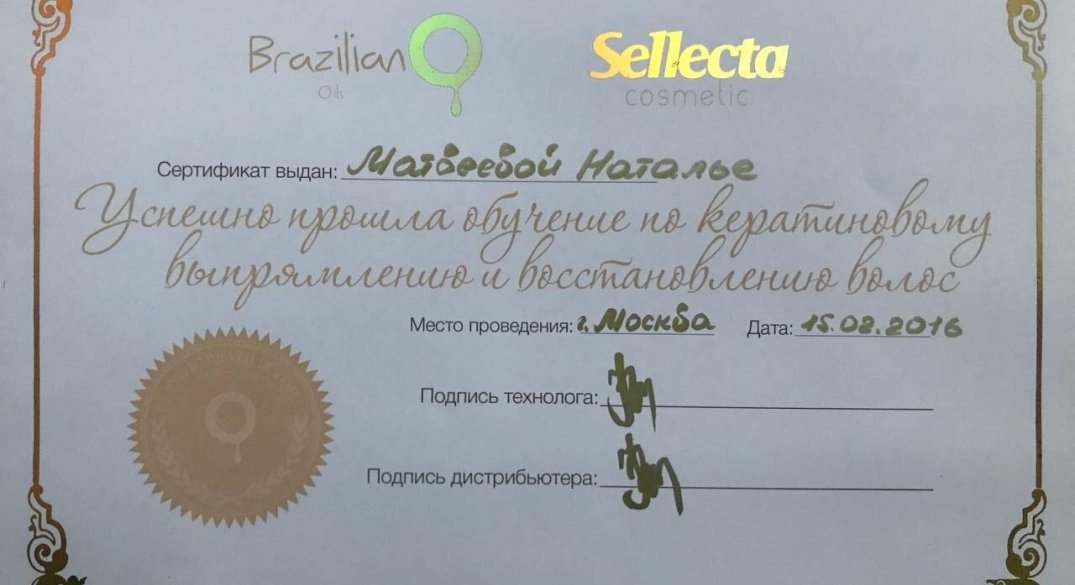 Brazilian
Oils
Sellecta
cosmetic
Сертификат выдан: Матвеевой Наталье
Успешно прошла обучение по кератиновому
выпрямлению и восстановлению волос
Место проведения: г. Москва Дата: 15.02.2016
Подпись технолога:
Подпись дистрибьютера: